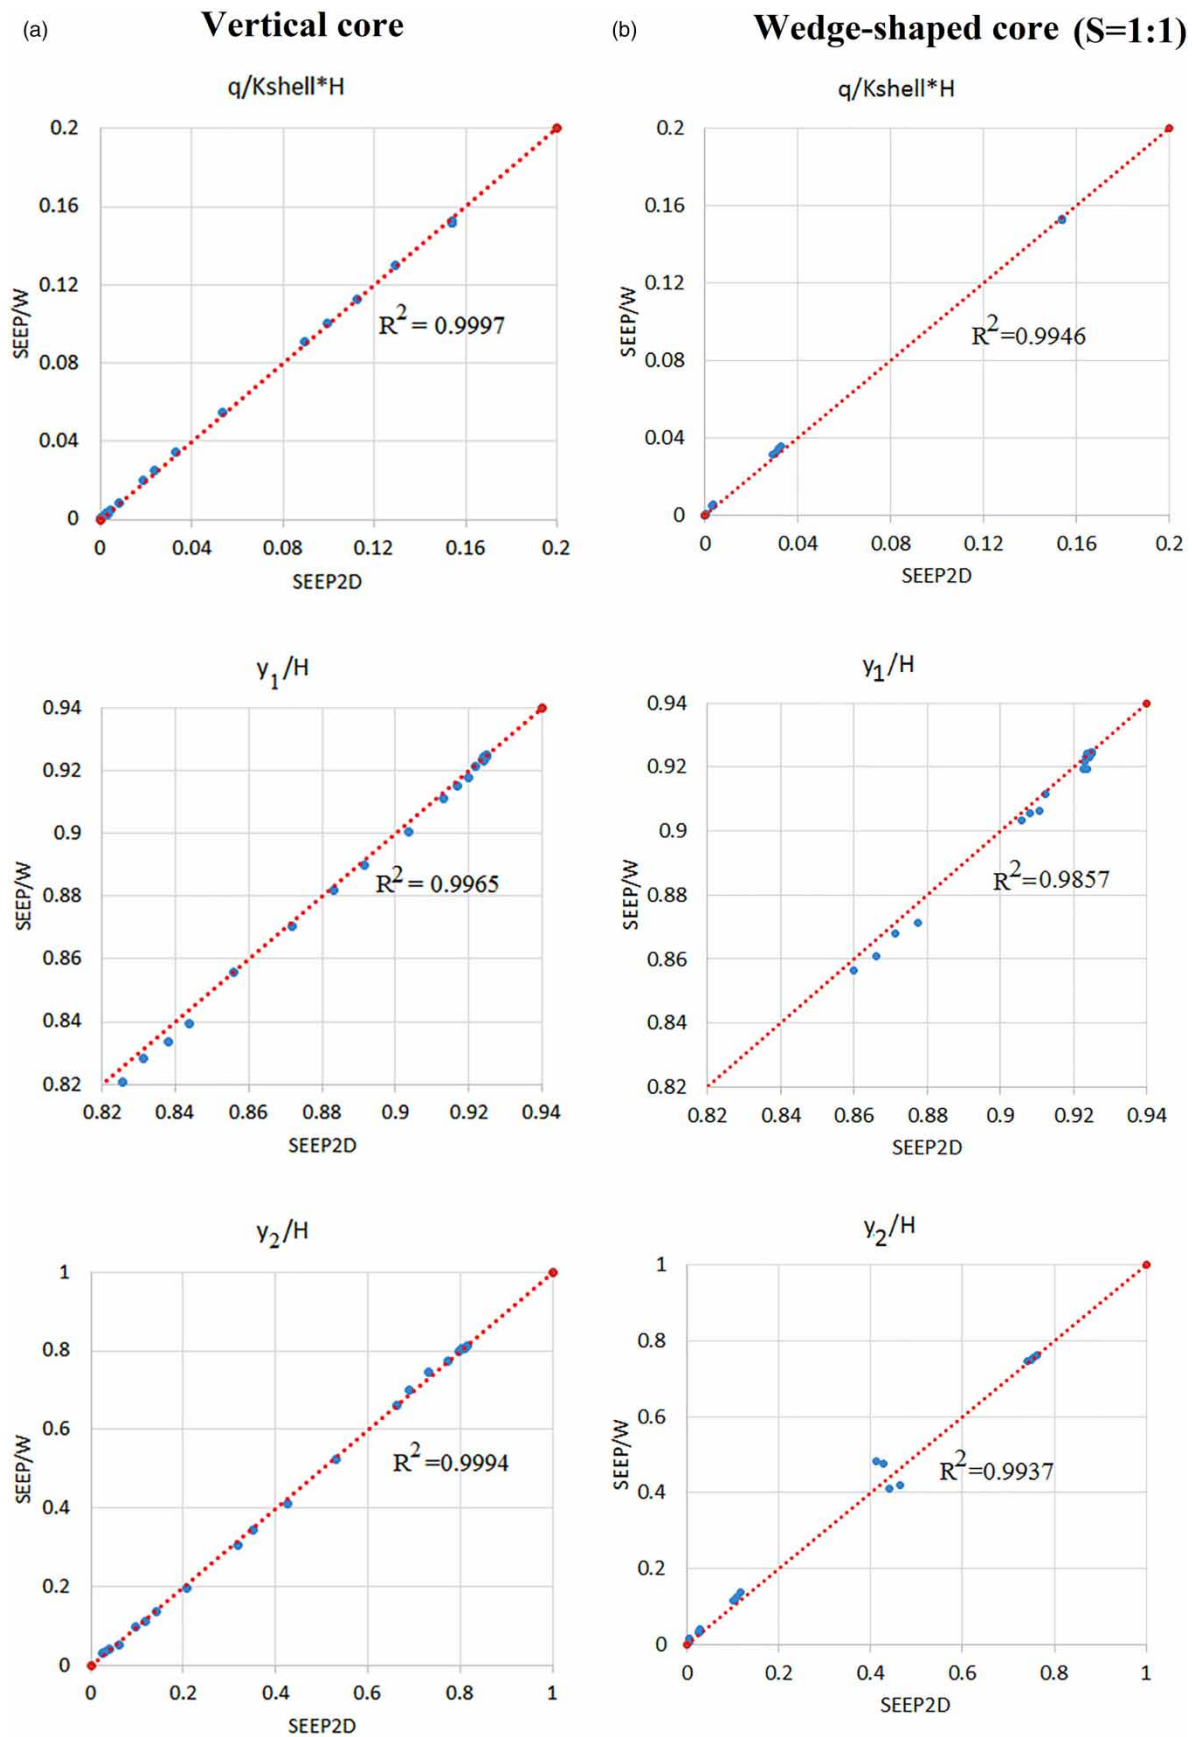 (a) Vertical core
(b) Wedge-shaped core (S=1:1)
q/Kshell*H
0.2
0.16
0.12
0.08
0.04
0
SEEP/W
R2 = 0.9997
0 0.04 0.08 0.12 0.16 0.2
SEEP2D
q/Kshell*H
0.2
0.16
0.12
0.08
0.04
0
SEEP/W
R2=0.9946
0 0.04 0.08 0.12 0.16 0.2
SEEP2D
y1/H
0.94
0.92
0.9
0.88
0.86
0.84
0.82
SEEP/W
R2 = 0.9965
0.82 0.84 0.86 0.88 0.9 0.92 0.94
SEEP2D
y1/H
0.94
0.92
0.9
0.88
0.86
0.84
0.82
SEEP/W
R2=0.9857
0.82 0.84 0.86 0.88 0.9 0.92 0.94
SEEP2D
y2/H
1
0.8
0.6
0.4
0.2
0
SEEP/W
R2=0.9994
0 0.2 0.4 0.6 0.8 1
SEEP2D
y2/H
1
0.8
0.6
0.4
0.2
0
SEEP/W
R2=0.9937
0 0.2 0.4 0.6 0.8 1
SEEP2D